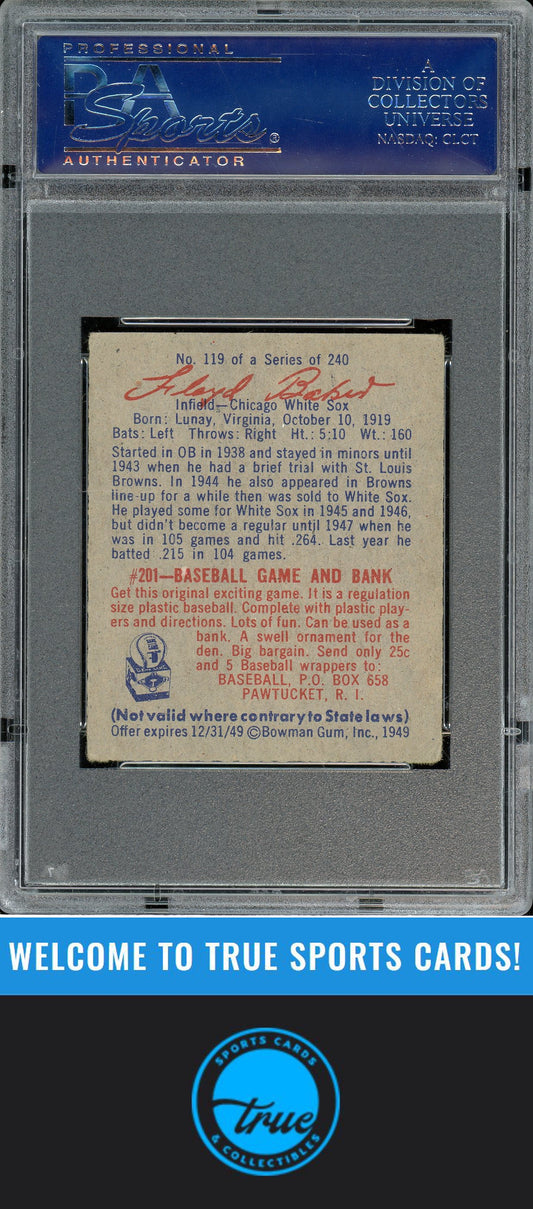 PROFESSIONAL
PSA
Sports®
AUTHENTICATOR
A
DIVISION OF
COLLECTORS
UNIVERSE
NASDAQ: CLCT
No. 119 of a Series of 240
Floyd Baker
Infield—Chicago White Sox
Born: Lunay, Virginia, October 10, 1919
Bats: Left Throws: Right Ht.: 5:10 Wt.: 160
Started in OB in 1938 and stayed in minors until
1943 when he had a brief trial with St. Louis
Browns. In 1944 he also appeared in Browns
line-up for a while then was sold to White Sox.
He played some for White Sox in 1945 and 1946,
but didn't become a regular until 1947 when he
was in 105 games and hit .264. Last year he
batted .215 in 104 games.
#201—BASEBALL GAME AND BANK
Get this original exciting game. It is a regulation
size plastic baseball. Complete with plastic play-
ers and directions. Lots of fun. Can be used as a
bank. A swell ornament for the
den. Big bargain. Send only 25c
and 5 Baseball wrappers to:
BASEBALL, P.O. BOX 658
PAWTUCKET, R. I.
(Not valid where contrary to State laws)
Offer expires 12/31/49 ©Bowman Gum, Inc., 1949
WELCOME TO TRUE SPORTS CARDS!
SPORTS CARDS
true
& COLLECTIBLES